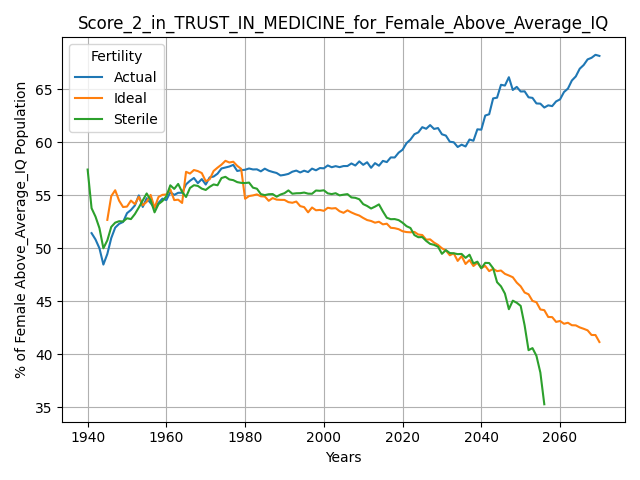 Score_2_in_TRUST_IN_MEDICINE_for_Female_Above_Average_IQ
Fertility
Actual
Ideal
Sterile
% of Female Above_Average_IQ Population
65
60
55
50
45
40
35
1940 1960 1980 2000 2020 2040 2060
Years